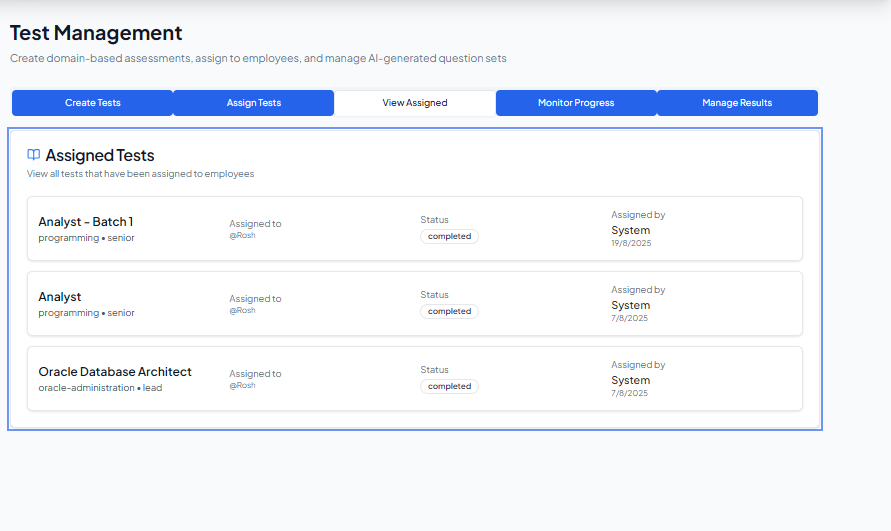 Test Management
Create domain-based assessments, assign to employees, and manage AI-generated question sets
Create Tests
Assign Tests
View Assigned
Monitor Progress
Manage Results
Assigned Tests
View all tests that have been assigned to employees
Analyst - Batch 1
programming • senior
Assigned to
@Rosh
Status
completed
Assigned by
System
19/8/2025
Analyst
programming • senior
Assigned to
@Rosh
Status
completed
Assigned by
System
7/8/2025
Oracle Database Architect
oracle-administration • lead
Assigned to
@Rosh
Status
completed
Assigned by
System
7/8/2025